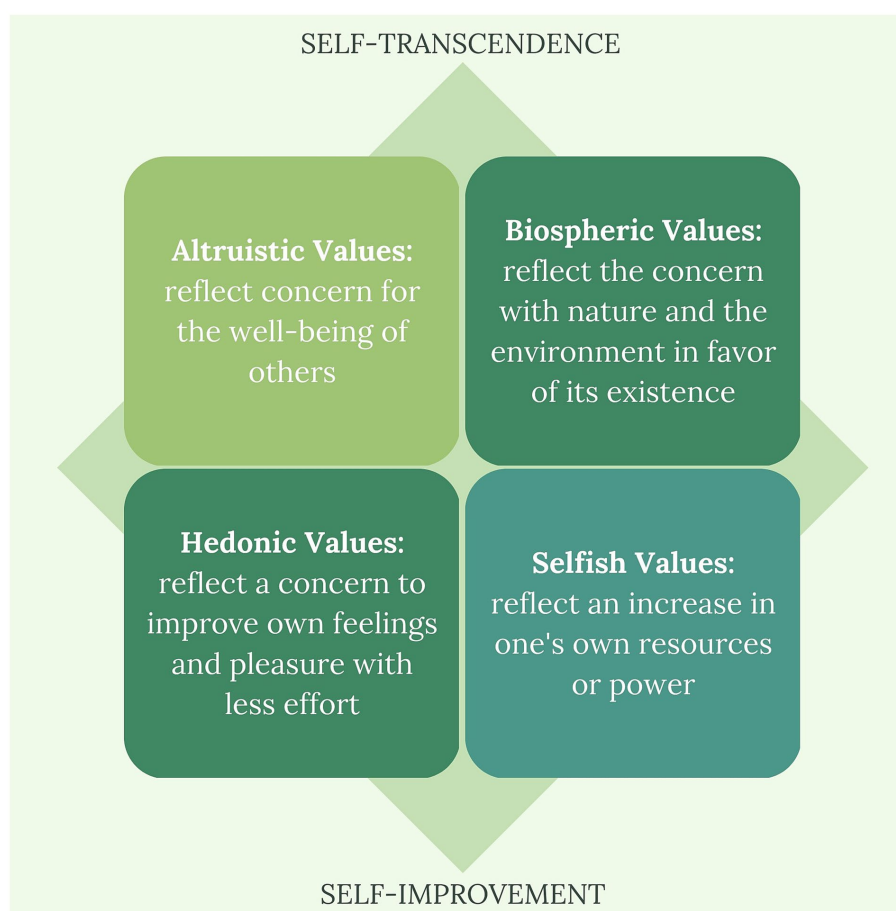 SELF-TRANSCENDENCE
Altruistic Values:
reflect concern for
the well-being of
others
Biospheric Values:
reflect the concern
with nature and the
environment in favor
of its existence
Hedonic Values:
reflect a concern to
improve own feelings
and pleasure with
less effort
Selfish Values:
reflect an increase in
one's own resources
or power
SELF-IMPROVEMENT